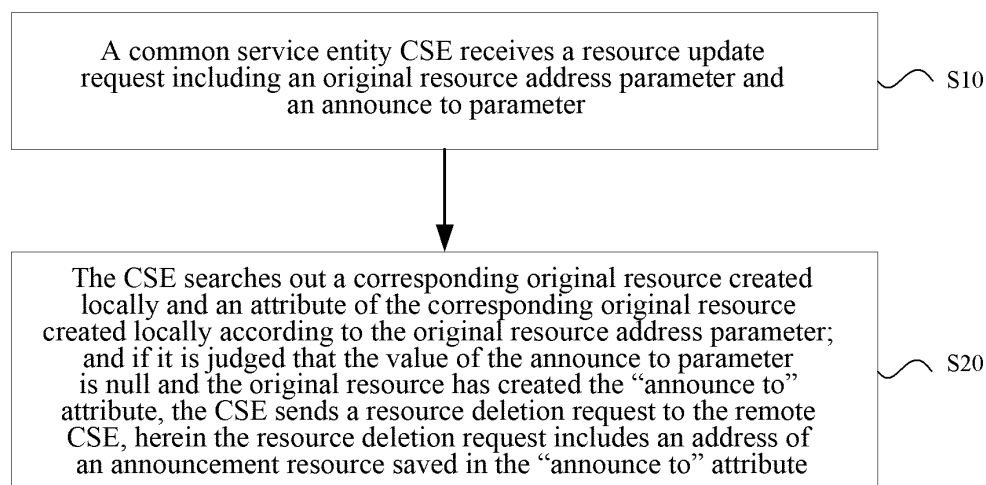 A common service entity CSE receives a resource update
request including an original resource address parameter and
an announce to parameter
S10
The CSE searches out a corresponding original resource created
locally and an attribute of the corresponding original resource
created locally according to the original resource address parameter;
and if it is judged that the value of the announce to parameter
is null and the original resource has created the “announce to”
attribute, the CSE sends a resource deletion request to the remote
CSE, herein the resource deletion request includes an address of
an announcement resource saved in the “announce to” attribute
S20